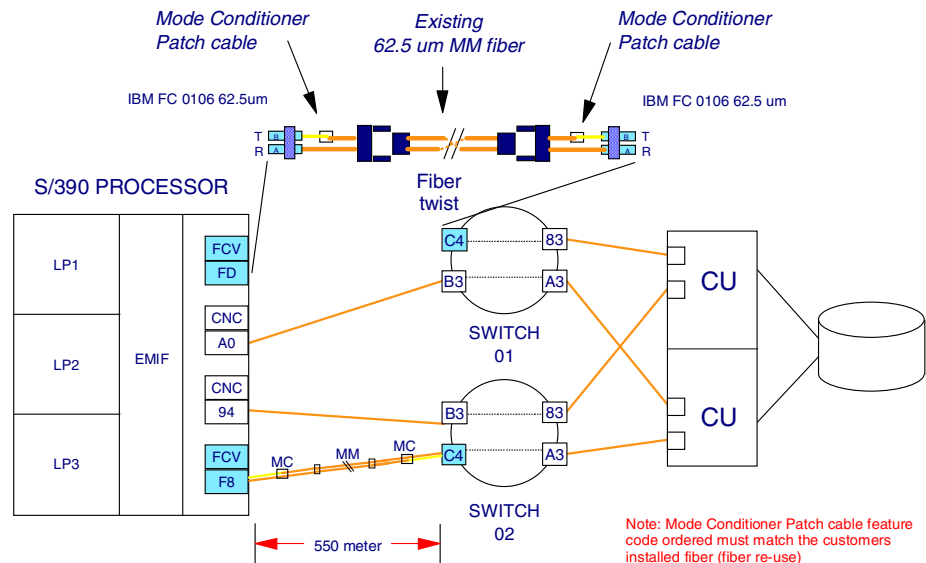 Mode Conditioner
Patch cable
Existing
62.5 um MM fiber
Mode Conditioner
Patch cable
IBM FC 0106 62.5um
IBM FC 0106 62.5 um
T
R
B
A
B
A
T
R
Fiber
twist
S/390 PROCESSOR
LP1
LP2
LP3
EMIF
FCV
FD
CNC
A0
CNC
94
FCV
F8
MC
MM
MC
550 meter
C4
83
B3
A3
SWITCH
01
B3
83
C4
A3
SWITCH
02
CU
CU
Note: Mode Conditioner Patch cable feature
code ordered must match the customers
installed fiber (fiber re-use)